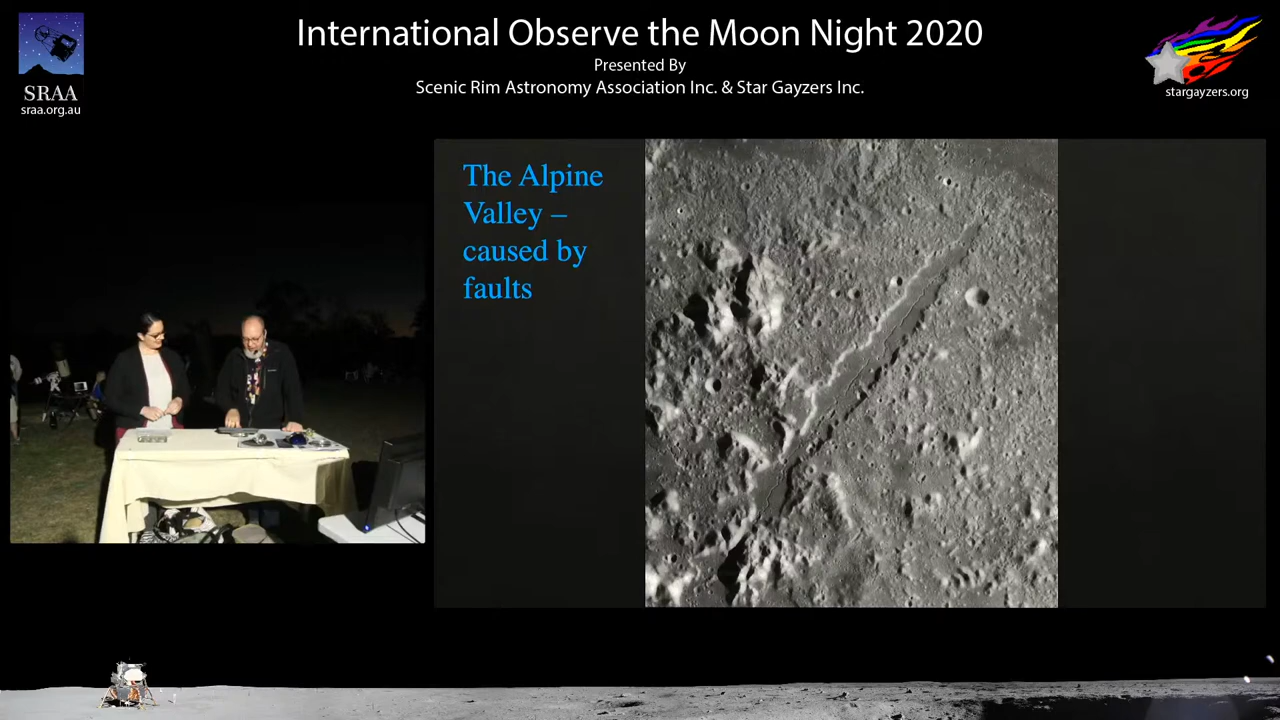 International Observe the Moon Night 2020
Presented By
Scenic Rim Astronomy Association Inc. & Star Gayzers Inc.
SRAA
sraa.org.au
stargayzers.org
The Alpine
Valley –
caused by
faults